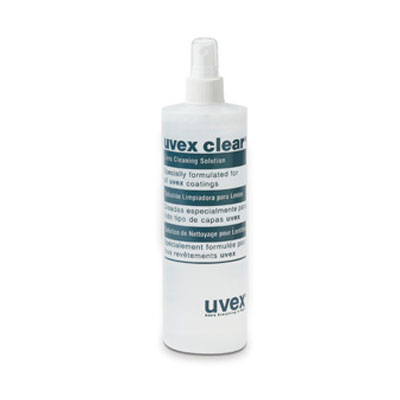 uvex clear
Lens Cleaning Solution
Specially formulated for
all uvex coatings
Solución Limpiadora para Lentes
Creadas especialmente para
todo tipo de capas uvex
Solution de Nettoyage pour Lentilles
Spécialement formulée pour
tous revêtements uvex
uvex